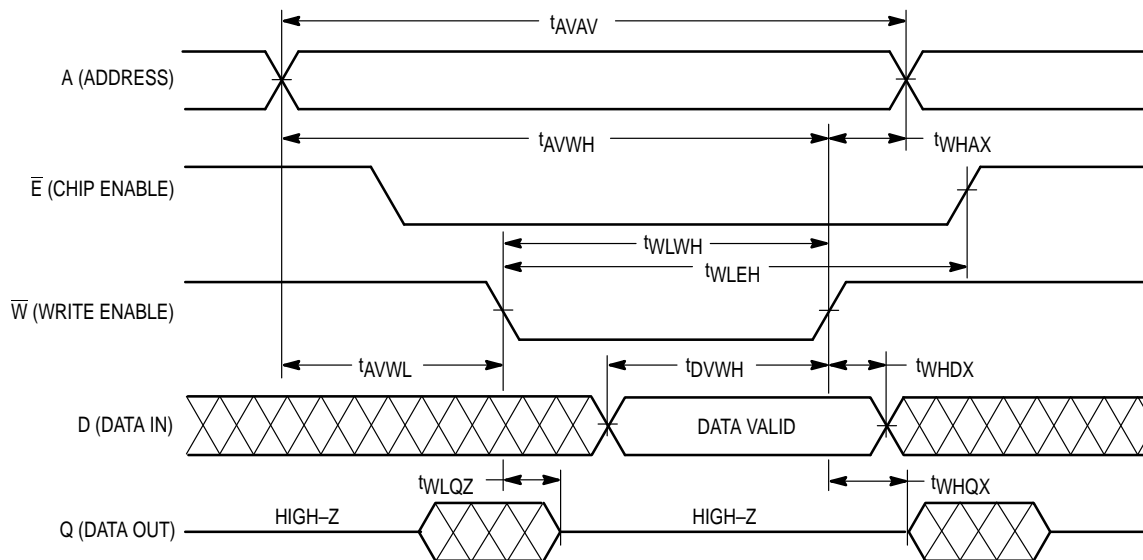 tAVAV
A (ADDRESS)
tAVWH
tWHAX
E (CHIP ENABLE)
tWLWH
tWLEH
W (WRITE ENABLE)
tAVWL
tDVWH
tWHDX
D (DATA IN)
DATA VALID
tWLQZ
tWHQX
Q (DATA OUT)
HIGH–Z
HIGH–Z